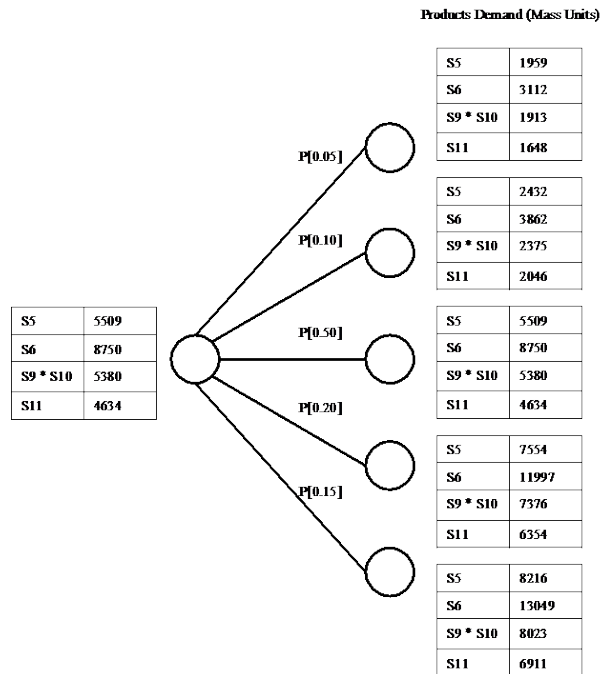 Products Demand (Mass Units)
S5 1959
S6 3112
S9 * S10 1913
S11 1648
P[0.05]
S5 2432
S6 3862
S9 * S10 2375
S11 2046
P[0.10]
S5 5509
S6 8750
S9 * S10 5380
S11 4634
P[0.50]
S5 5509
S6 8750
S9 * S10 5380
S11 4634
P[0.20]
S5 7554
S6 11997
S9 * S10 7376
S11 6354
P[0.15]
S5 8216
S6 13049
S9 * S10 8023
S11 6911